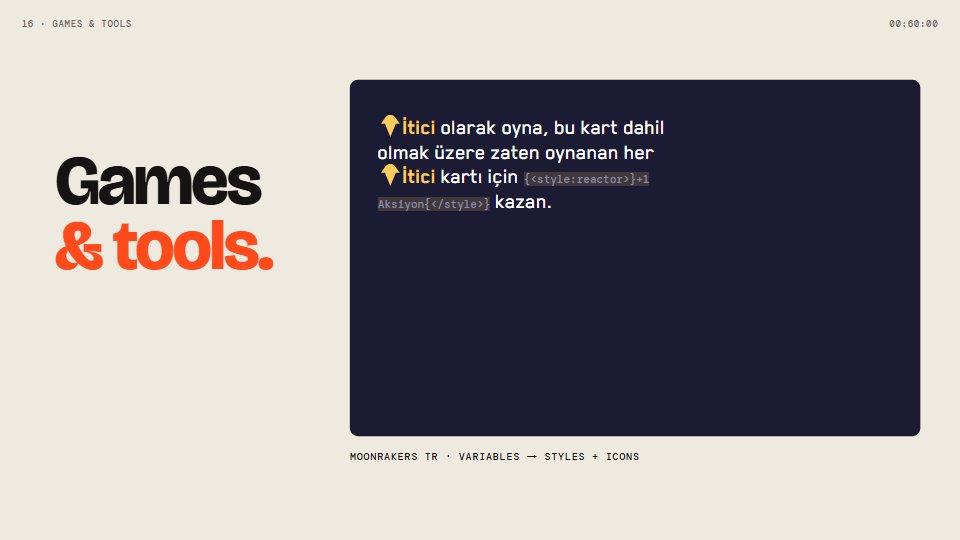 16 · GAMES & TOOLS
00:60:00
Games
& tools.
İtici olarak oyna, bu kart dahil
olmak üzere zaten oynanan her
İtici kartı için {<style:reactor>}+1
Aksiyon{</style>} kazan.
MOONRAKERS TR · VARIABLES → STYLES + ICONS